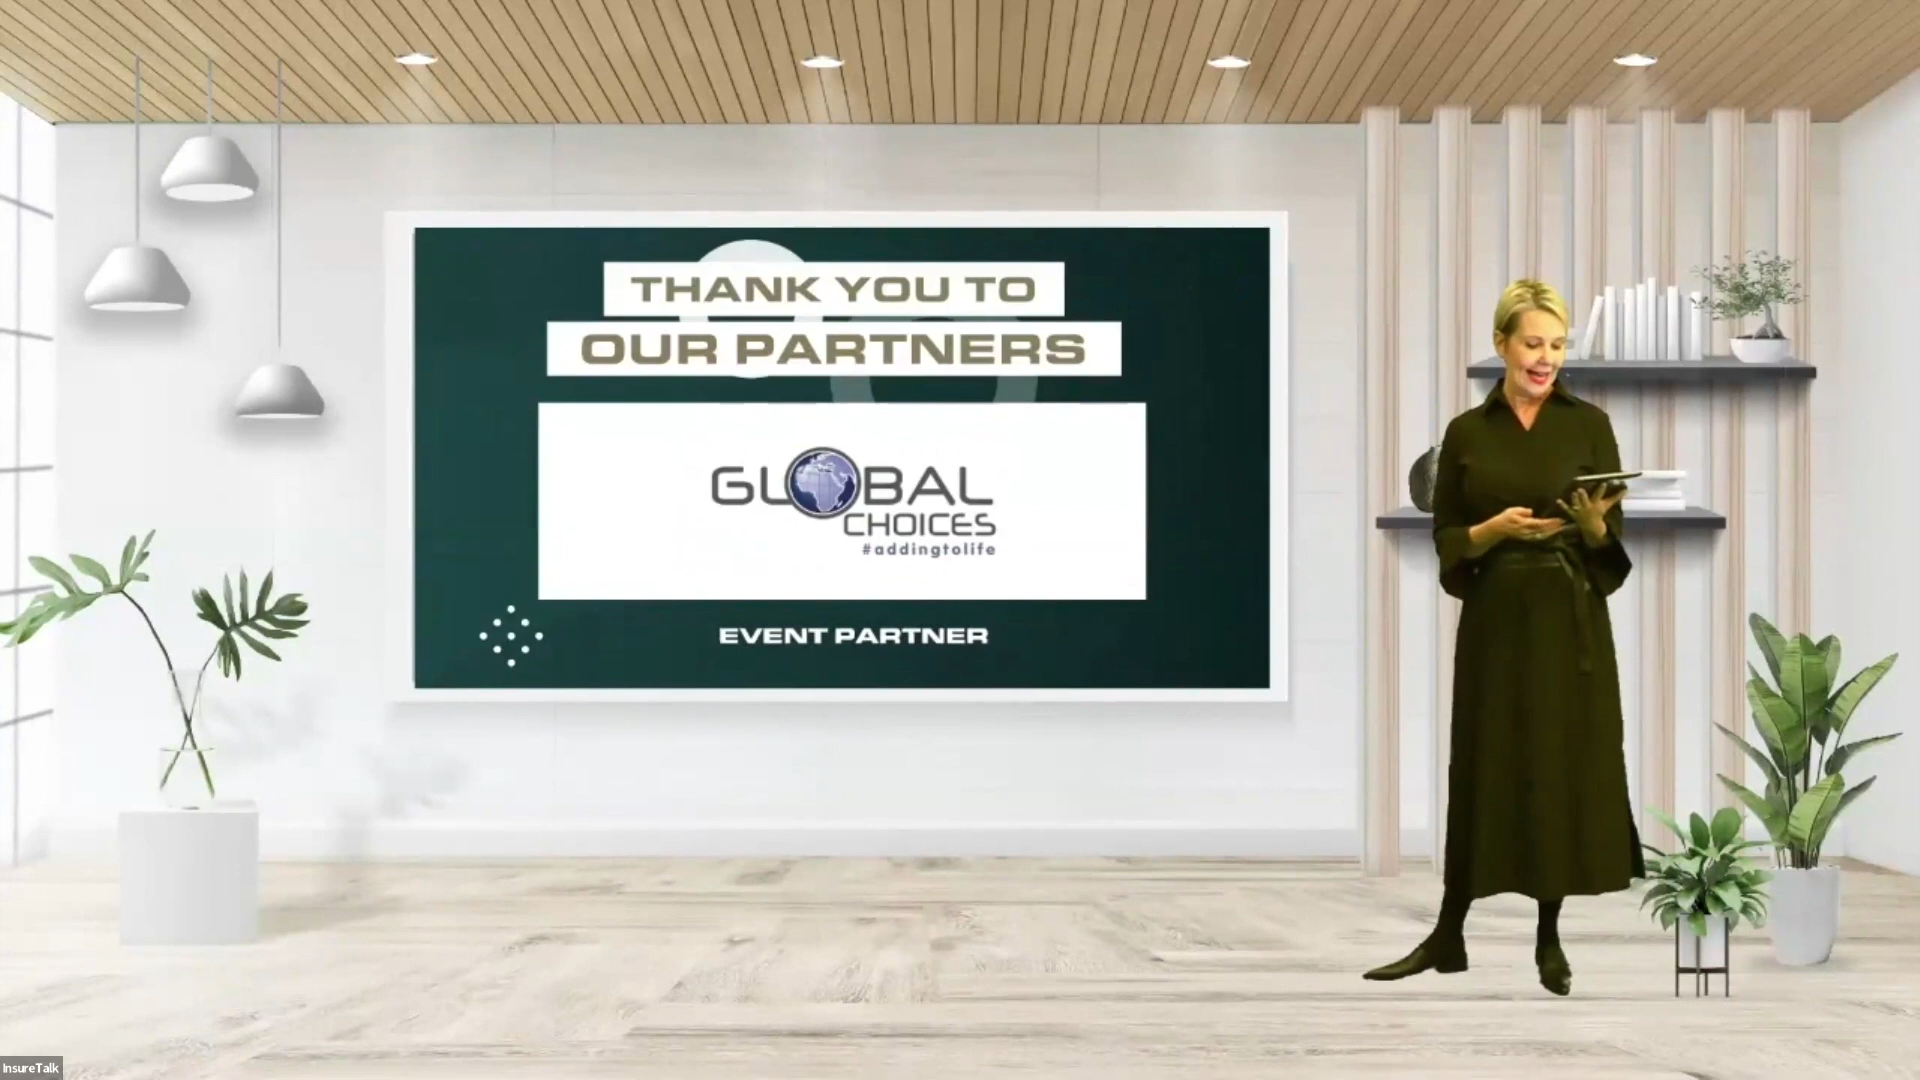 THANK YOU TO
OUR PARTNERS
GLOBAL
CHOICES
#addingtolife
EVENT PARTNER
InsureTalk